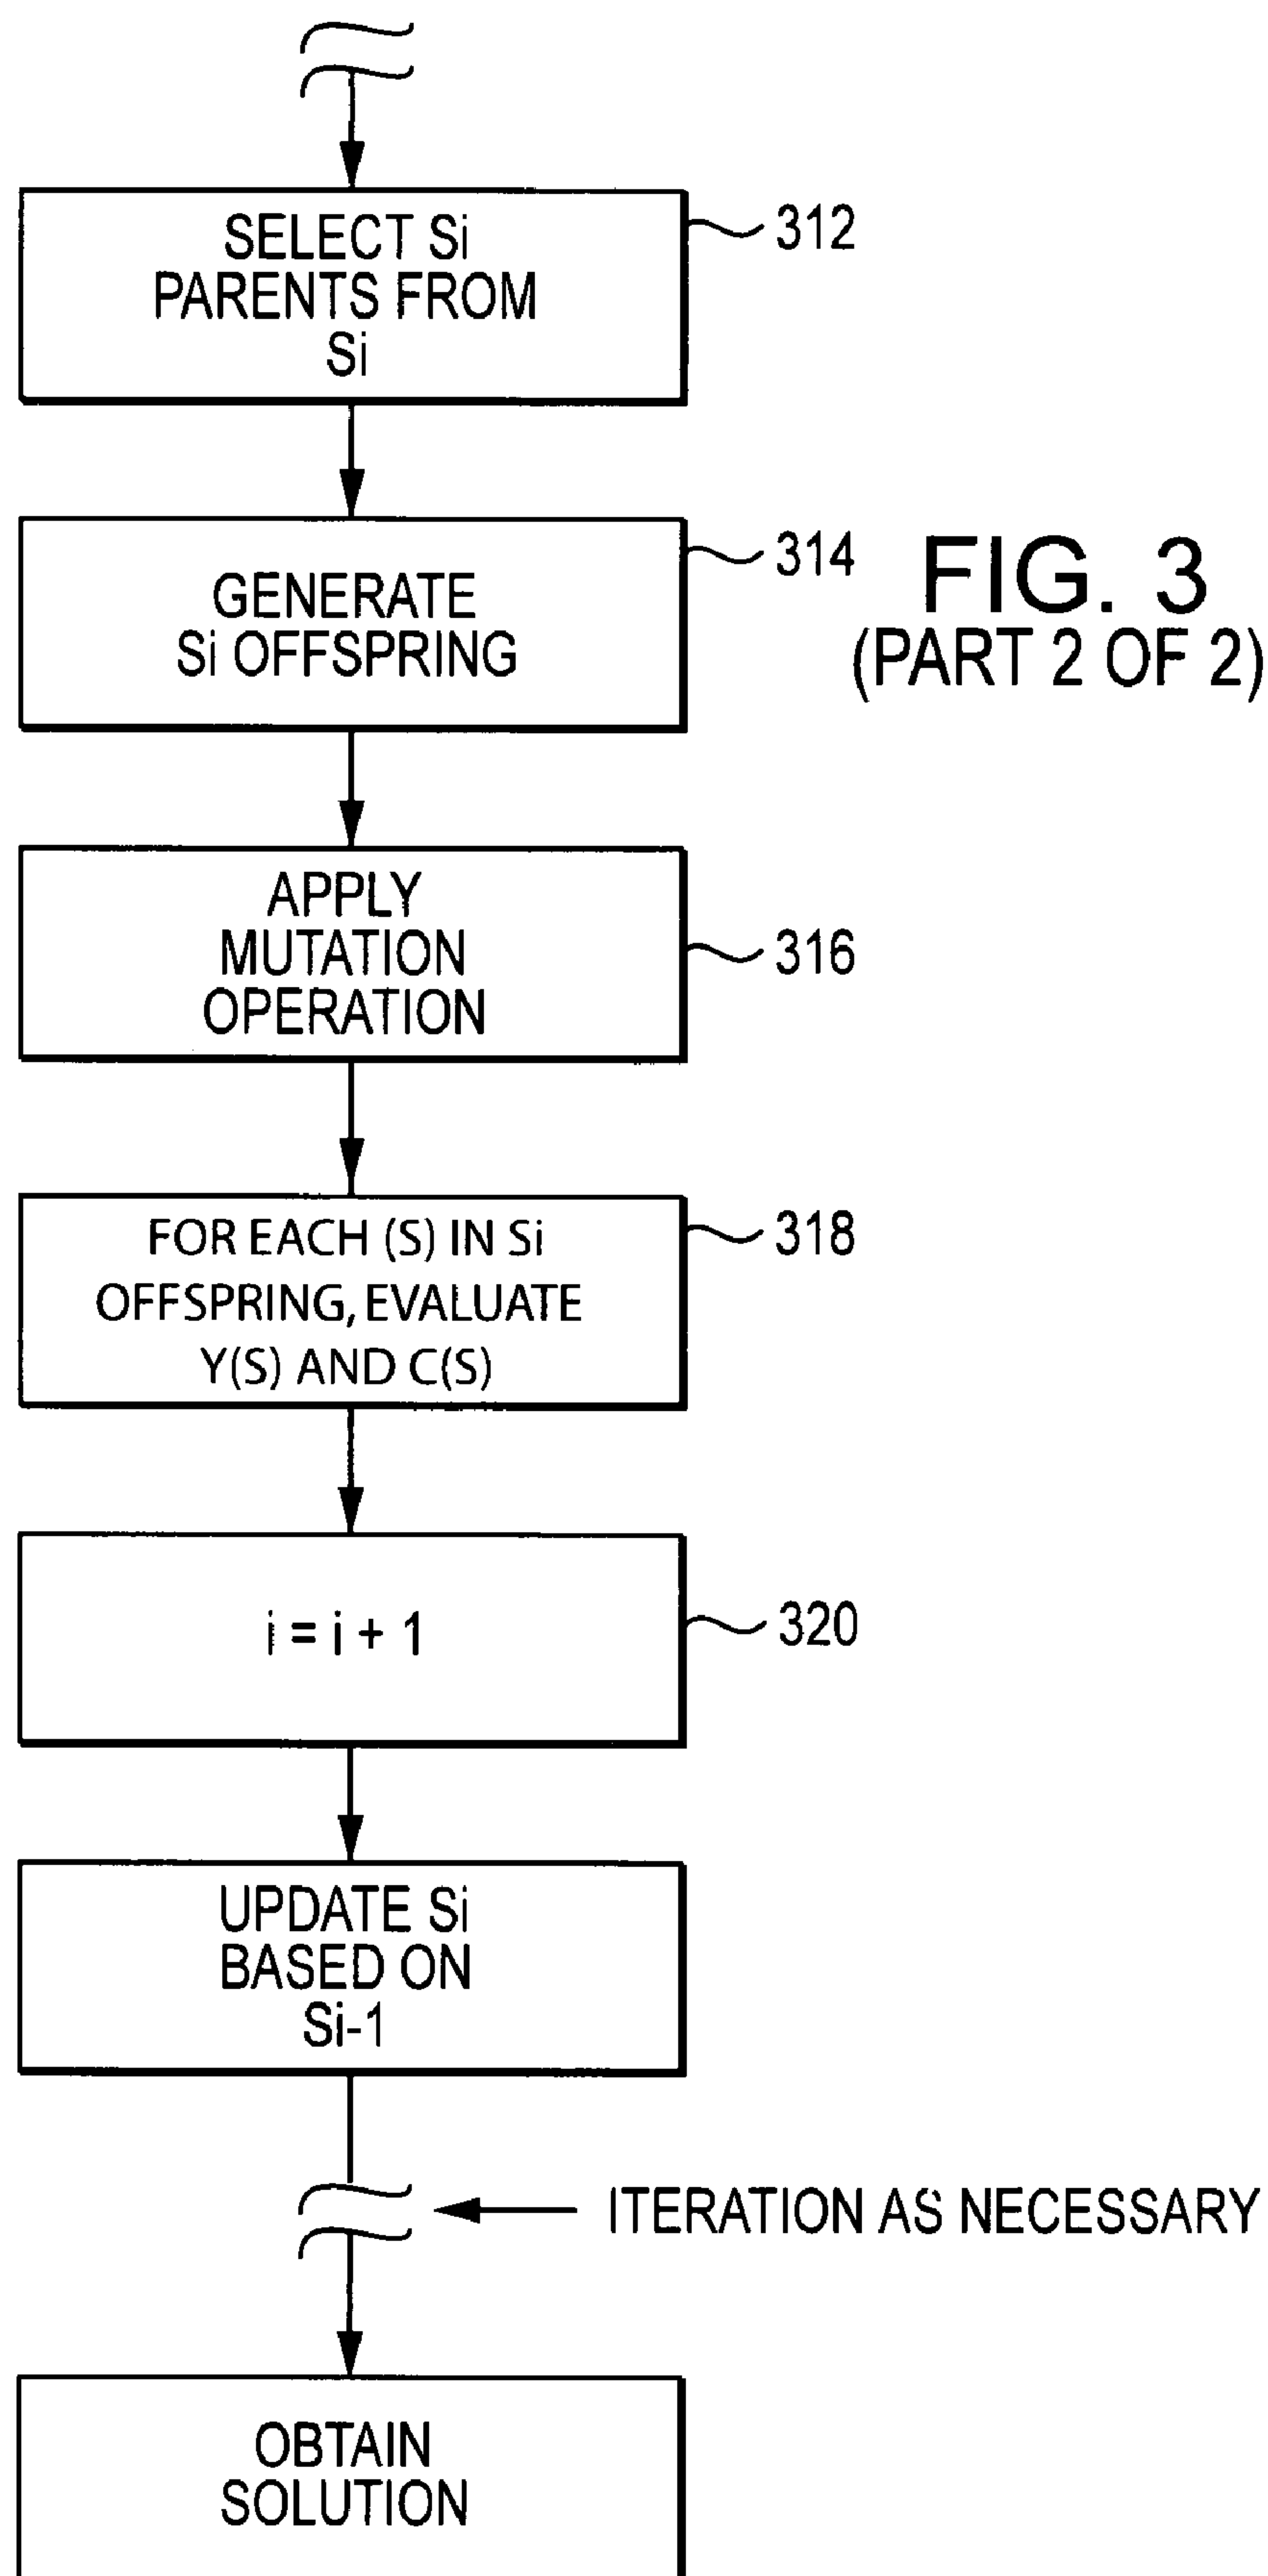 SELECT Si
PARENTS FROM
Si
312
GENERATE
Si OFFSPRING
314
FIG. 3
(PART 2 OF 2)
APPLY
MUTATION
OPERATION
316
FOR EACH (S) IN Si
OFFSPRING, EVALUATE
Y(S) AND C(S)
318
i = i + 1
320
UPDATE Si
BASED ON
Si-1
ITERATION AS NECESSARY
OBTAIN
SOLUTION